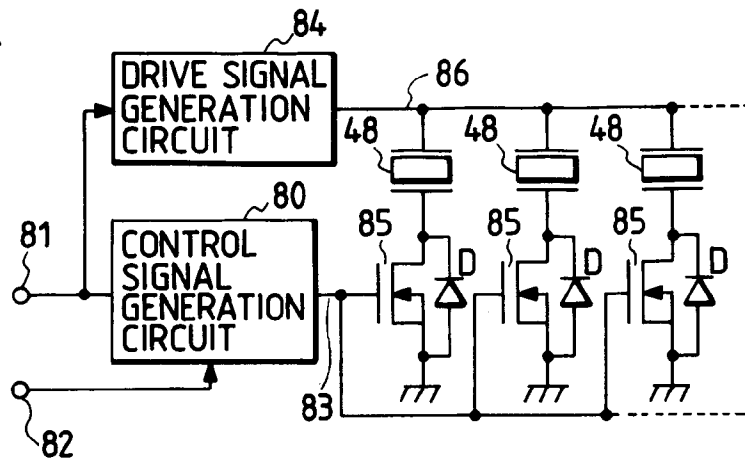 84
DRIVE SIGNAL
GENERATION
CIRCUIT
86
48
48
48
80
81
CONTROL
SIGNAL
GENERATION
CIRCUIT
85
D
85
D
85
D
83
82